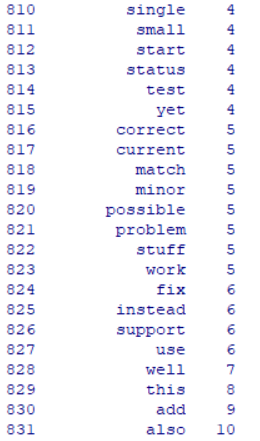 810 single 4
811 small 4
812 start 4
813 status 4
814 test 4
815 yet 4
816 correct 5
817 current 5
818 match 5
819 minor 5
820 possible 5
821 problem 5
822 stuff 5
823 work 5
824 fix 6
825 instead 6
826 support 6
827 use 6
828 well 7
829 this 8
830 add 9
831 also 10